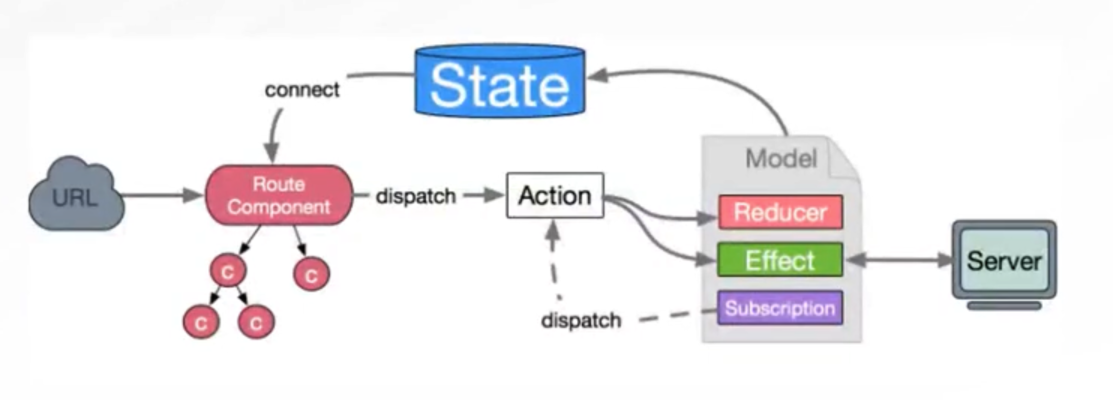 State
connect
Model
URL
Route
Component
dispatch
Action
Reducer
Effect
Server
Subscription
dispatch
C
C
C
C